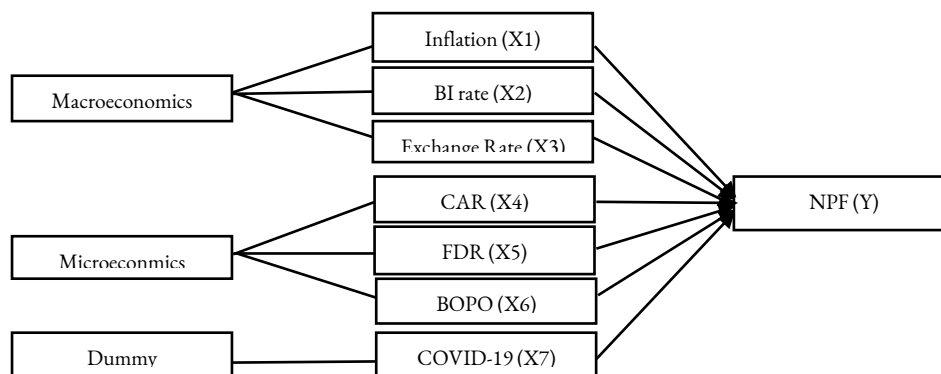 Macroeconomics
Inflation (X1)
BI rate (X2)
Exchange Rate (X3)
Microeconmics
CAR (X4)
FDR (X5)
BOPO (X6)
Dummy
COVID-19 (X7)
NPF (Y)